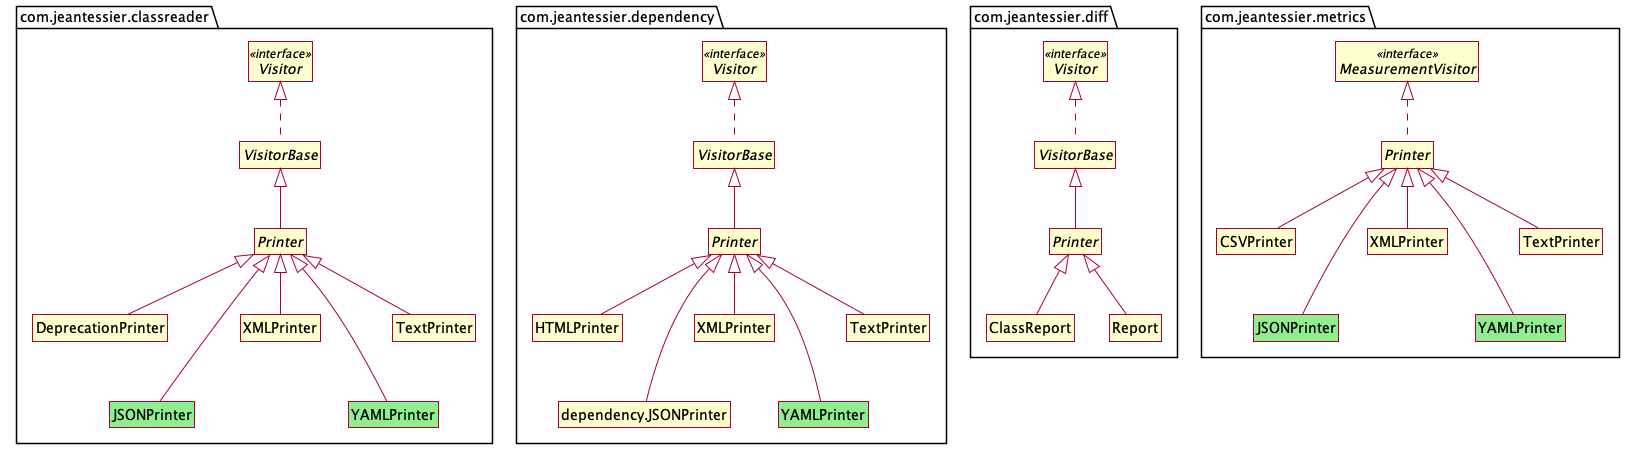 com.jeantessier.classreader
«interface»
Visitor
VisitorBase
Printer
DeprecationPrinter
XMLPrinter
TextPrinter
JSONPrinter
YAMLPrinter
com.jeantessier.dependency
«interface»
Visitor
VisitorBase
Printer
HTMLPrinter
XMLPrinter
TextPrinter
dependency.JSONPrinter
YAMLPrinter
com.jeantessier.diff
«interface»
Visitor
VisitorBase
Printer
ClassReport
Report
com.jeantessier.metrics
«interface»
MeasurementVisitor
Printer
CSVPrinter
XMLPrinter
TextPrinter
JSONPrinter
YAMLPrinter